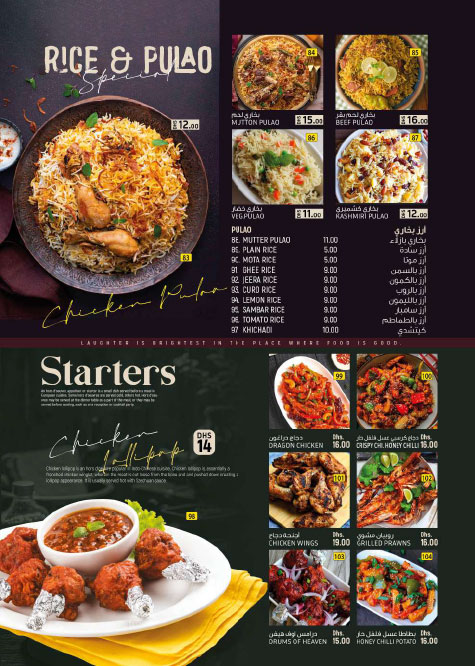 RICE & PULAO
Special
DHS 12.00
83
Chicken Pulao
84
بخاري لحم
MUTTON PULAO
DHS 15.00
85
بخاري لحم بقر
BEEF PULAO
DHS 16.00
86
بخاري خضار
VEG PULAO
DHS 11.00
87
بخاري كشميري
KASHMIRI PULAO
DHS 12.00
PULAO أرز بخاري
88. MUTTER PULAO 11.00 بخاري بازلاء
89. PLAIN RICE 5.00 أرز سادة
90. MOTA RICE 5.00 أرز موتا
91 GHEE RICE 9.00 أرز بالسمن
92 JEERA RICE 9.00 أرز بالكمون
93 CURD RICE 9.00 أرز بالروب
94 LEMON RICE 9.00 أرز بالليمون
95. SAMBAR RICE 9.00 أرز سامبار
96. TOMATO RICE 9.00 أرز بالطماطم
97 KHICHADI 10.00 كيتشدي
LAUGHTER IS BRIGHTEST IN THE PLACE WHERE FOOD IS GOOD.
Starters
Chicken
Lollipop
DHS
14
98
99
دجاج دراغون
DRAGON CHICKEN
Dhs.
16.00
100
دجاج كرسبي عسل فلفل حار
CRISPY CHI. HONEY CHILLI
Dhs.
16.00
101
أجنحة دجاج
CHICKEN WINGS
Dhs.
19.00
102
روبيان مشوي
GRILLED PRAWNS
Dhs.
16.00
103
درامس أوف هيفن
DRUMS OF HEAVEN
Dhs.
15.00
104
بطاطا عسل فلفل حار
HONEY CHILLI POTATO
Dhs.
16.00